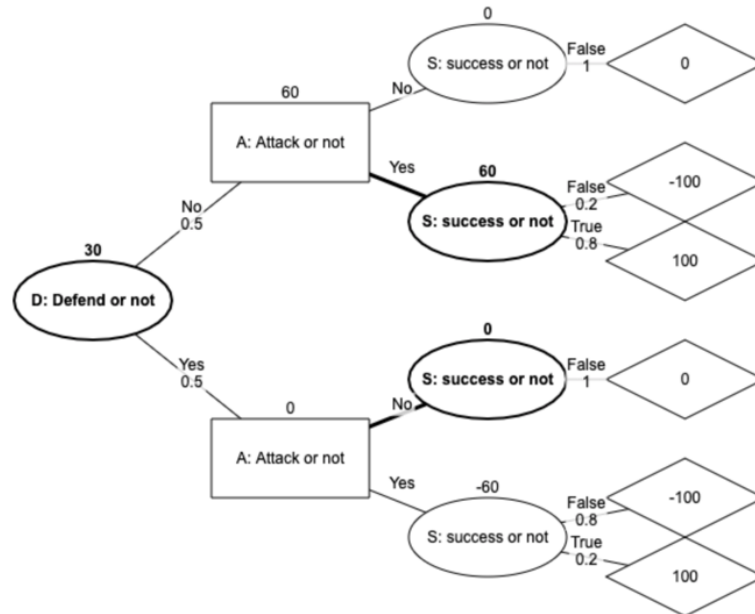 0
S: success or not
False
1
0
60
A: Attack or not
No
Yes
60
S: success or not
False
0.2
-100
True
0.8
100
No
0.5
30
D: Defend or not
Yes
0.5
0
A: Attack or not
No
0
S: success or not
False
1
0
Yes
-60
S: success or not
False
0.8
-100
True
0.2
100